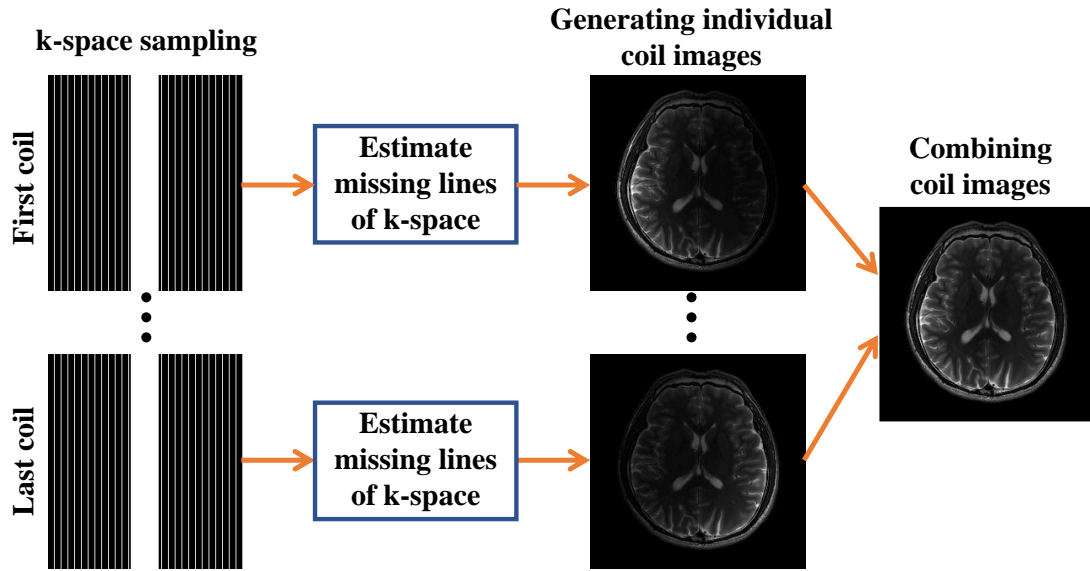 k-space sampling
Generating individual
coil images
First coil
Estimate
missing lines
of k-space
Combining
coil images
Last coil
Estimate
missing lines
of k-space